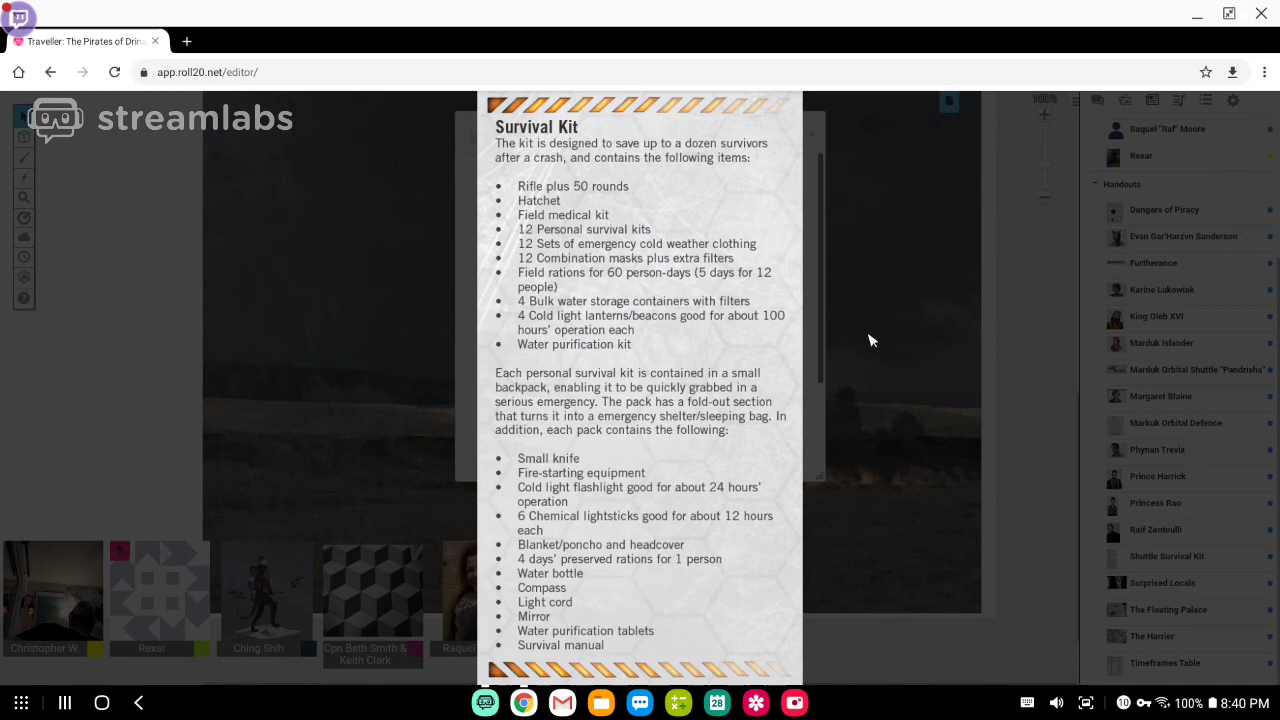 Traveller: The Pirates of Drina
app.roll20.net/editor/
streamlabs
100%
Survival Kit
The kit is designed to save up to a dozen survivors
after a crash, and contains the following items:
• Rifle plus 50 rounds
• Hatchet
• Field medical kit
• 12 Personal survival kits
• 12 Sets of emergency cold weather clothing
• 12 Combination masks plus extra filters
• Field rations for 60 person-days (5 days for 12
people)
• 4 Bulk water storage containers with filters
• 4 Cold light lanterns/beacons good for about 100
hours' operation each
• Water purification kit
Each personal survival kit is contained in a small
backpack, enabling it to be quickly grabbed in a
serious emergency. The pack has a fold-out section
that turns it into a emergency shelter/sleeping bag. In
addition, each pack contains the following:
• Small knife
• Fire-starting equipment
• Cold light flashlight good for about 24 hours'
operation
• 6 Chemical lightsticks good for about 12 hours
each
• Blanket/poncho and headcover
• 4 days' preserved rations for 1 person
• Water bottle
• Compass
• Light cord
• Mirror
• Water purification tablets
• Survival manual
Raquel "Raf" Moore
Rexar
Handouts
Dangers of Piracy
Evan Gar'Harzvn Sanderson
Furtherance
Karine Lukowiak
King Oleb XVI
Marduk Islander
Marduk Orbital Shuttle "Pandrisha"
Margaret Blaine
Markuk Orbital Defence
Phynan Trevix
Prince Harrick
Princess Rao
Raif Zentoulli
Shuttle Survival Kit
Surprised Locals
The Floating Palace
The Harrier
Timeframes Table
Christopher W.
Rexar
Ching Shih
Cpn Beth Smith &
Keith Clark
Raquel
28
10
100%
8:40 PM